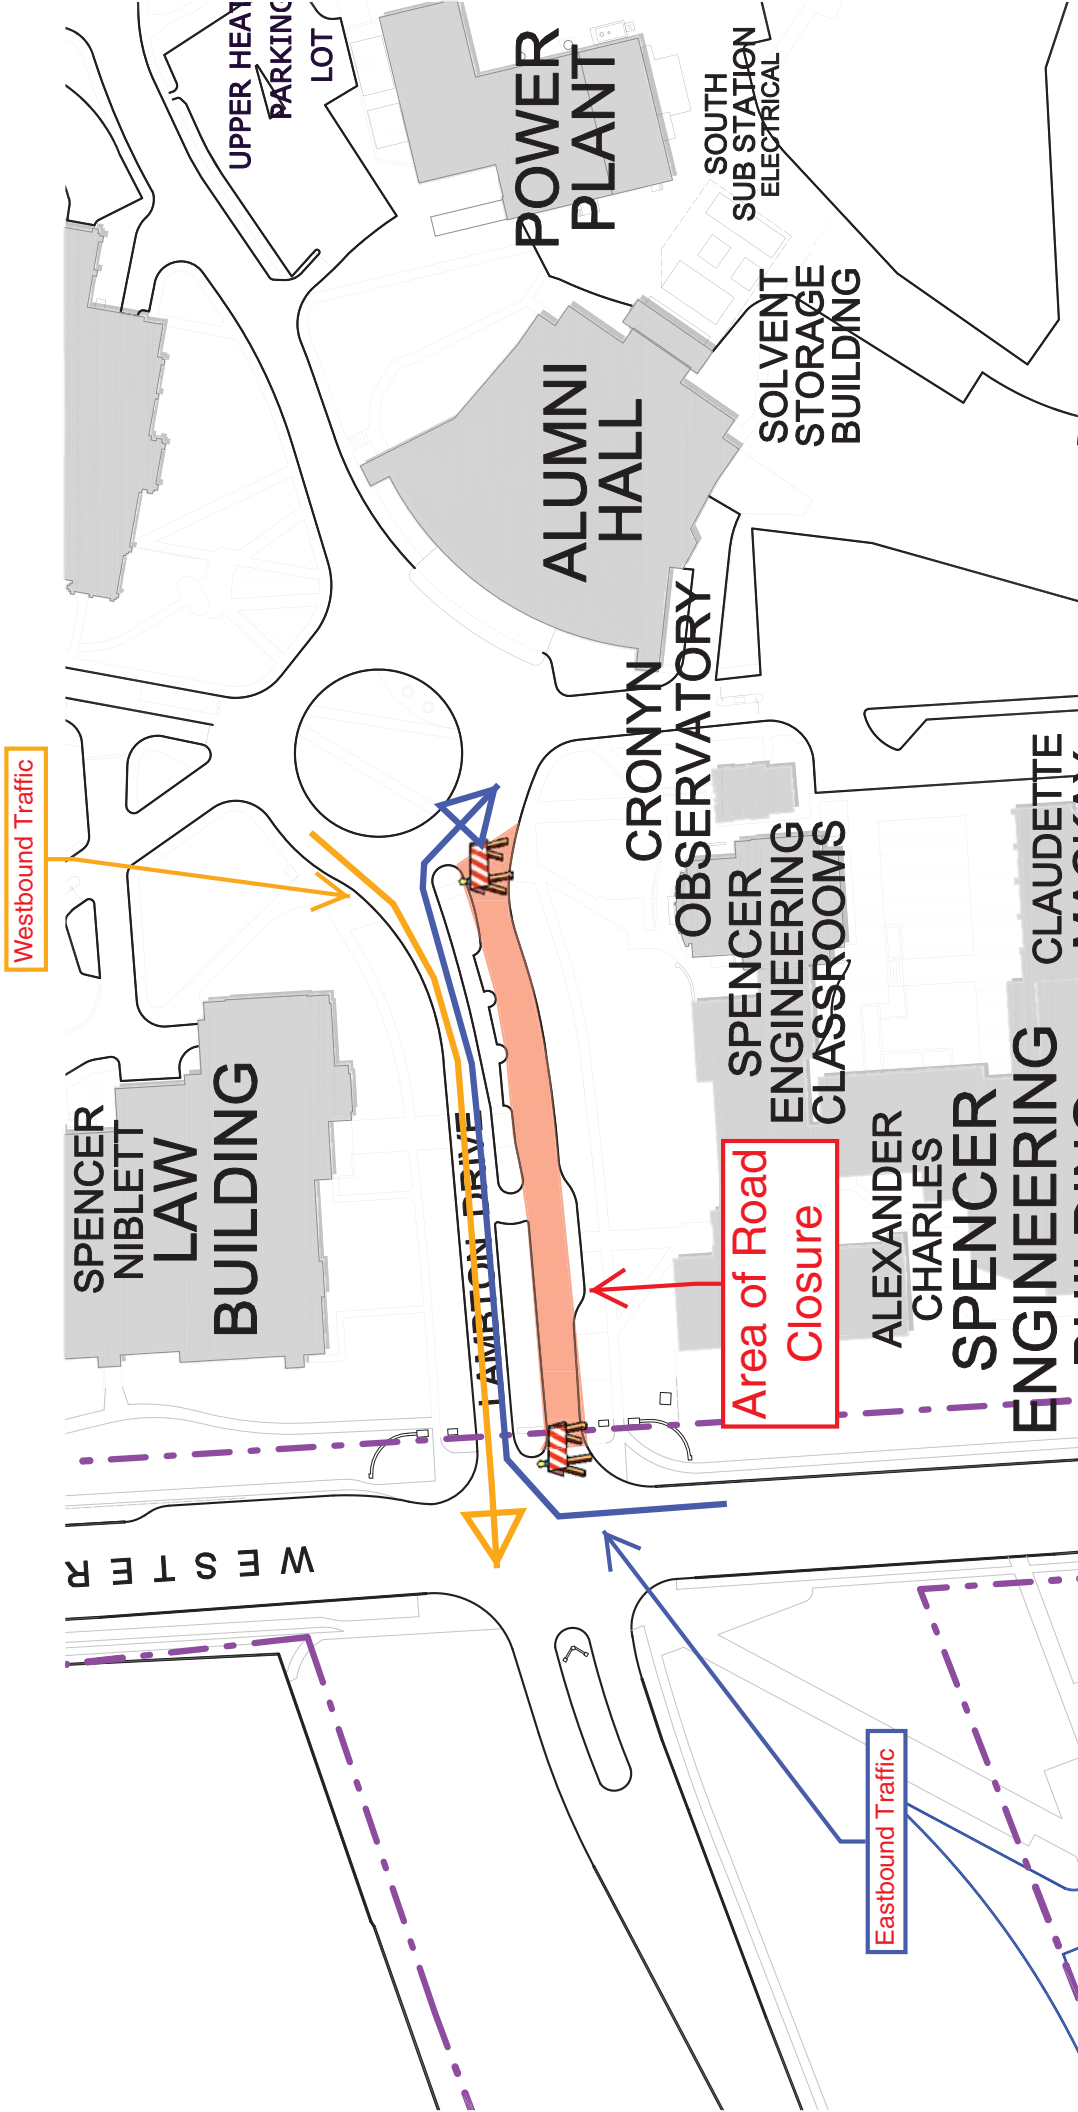 UPPER HEAT
PARKING
LOT
POWER
PLANT
SOUTH
SUB STATION
ELECTRICAL
SOLVENT
STORAGE
BUILDING
ALUMNI
HALL
CRONYN
OBSERVATORY
Westbound Traffic
SPENCER
ENGINEERING
CLASSROOMS
CLAUDETTE
SPENCER
NIBLETT
LAW
BUILDING
LAMBTON DRIVE
Area of Road
Closure
ALEXANDER
CHARLES
SPENCER
ENGINEERING
WESTER
Eastbound Traffic